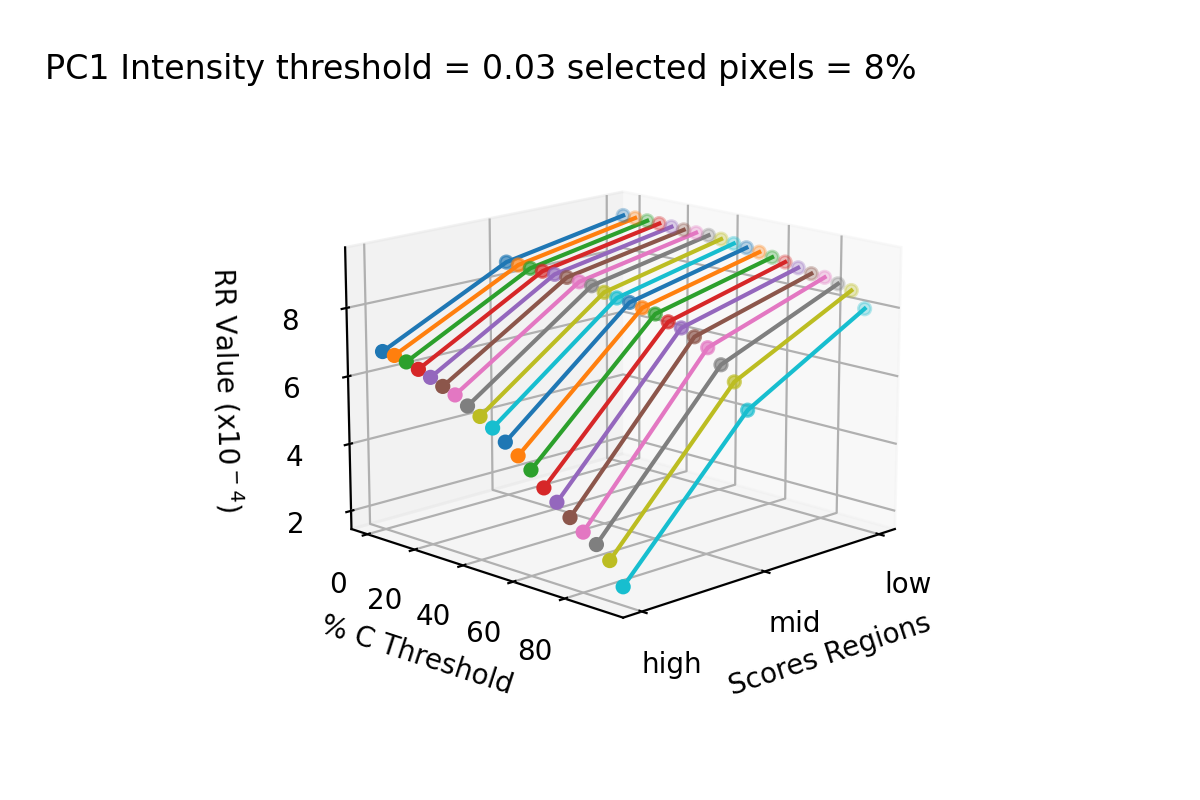 PC1 Intensity threshold = 0.03 selected pixels = 8%
RR Value (x10⁻⁴)
8
6
4
2
0
20
40
60
80
% C Threshold
high
mid
low
Scores Regions